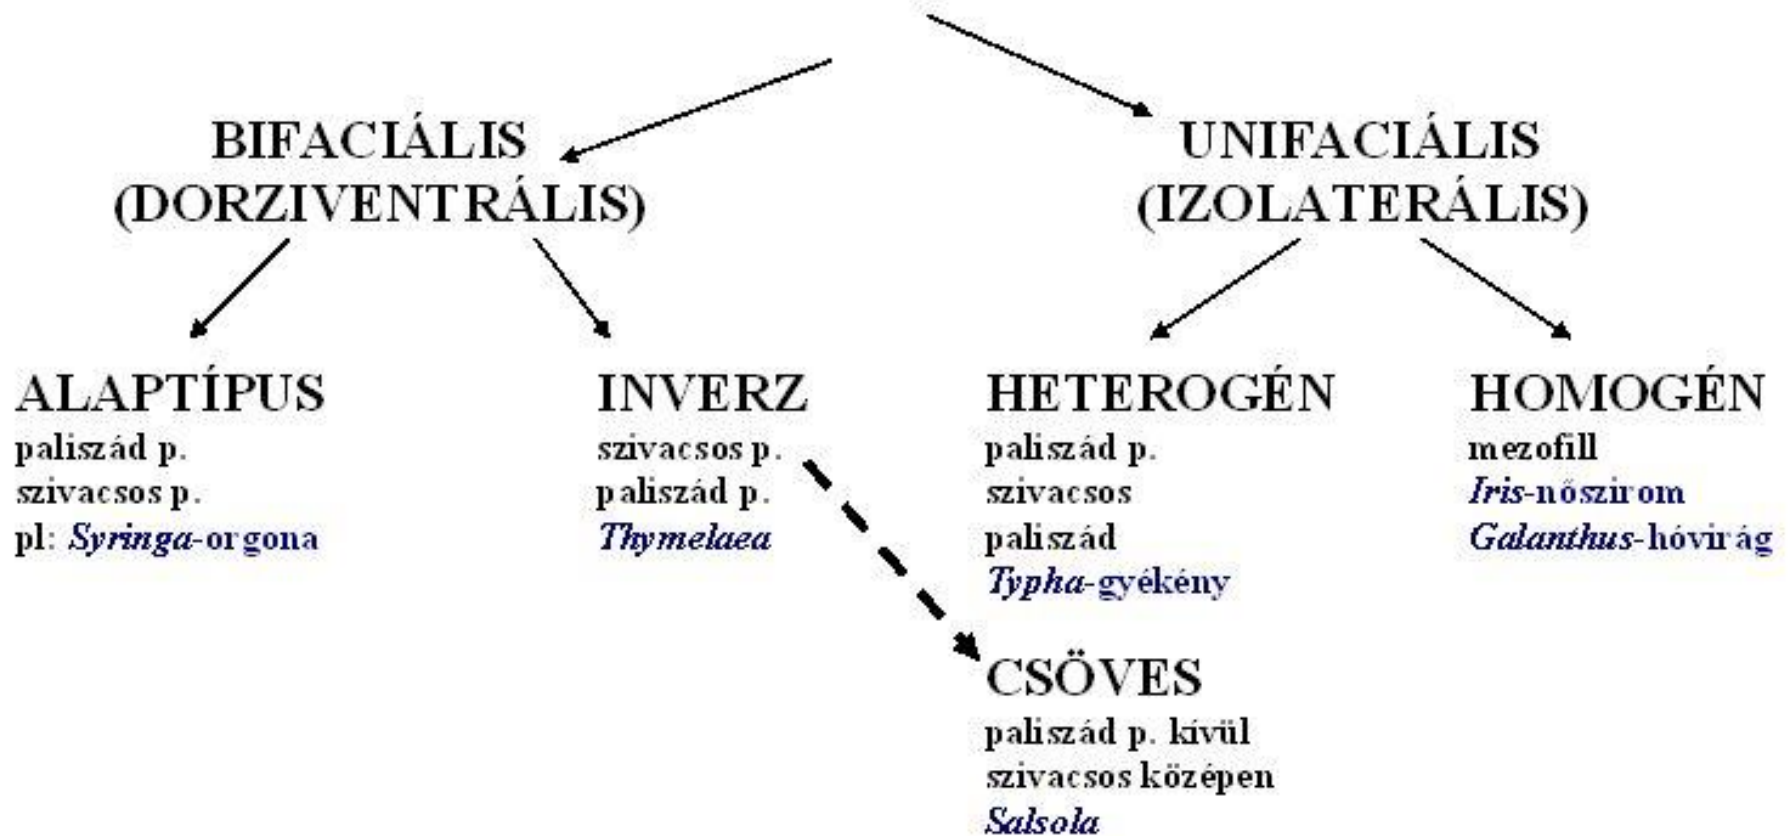 BIFACIÁLIS
(DORZIVENTRÁLIS)
UNIFACIÁLIS
(IZOLATERÁLIS)
ALAPTÍPUS
paliszád p.
szivacsos p.
pl: Syringa-orgona
INVERZ
szivacsos p.
paliszád p.
Thymelaea
HETEROGÉN
paliszád p.
szivacsos
paliszád
Typha-gyékény
HOMOGÉN
mezofill
Iris-nőszirom
Galanthus-hóvirág
CSÖVES
paliszád p. kívül
szivacsos középen
Salsola